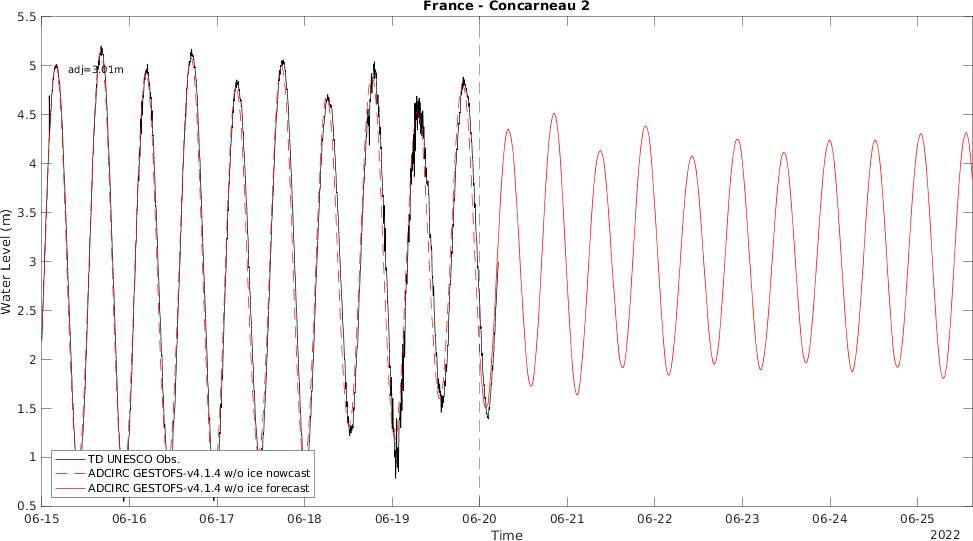 France - Concarneau 2
5.5
5
4.5
4
3.5
3
2.5
2
1.5
1
0.5
Water Level (m)
adj=3.01m
TD UNESCO Obs.
ADCIRC GESTOFS-v4.1.4 w/o ice nowcast
ADCIRC GESTOFS-v4.1.4 w/o ice forecast
06-15 06-16 06-17 06-18 06-19 06-20 06-21 06-22 06-23 06-24 06-25
Time
2022